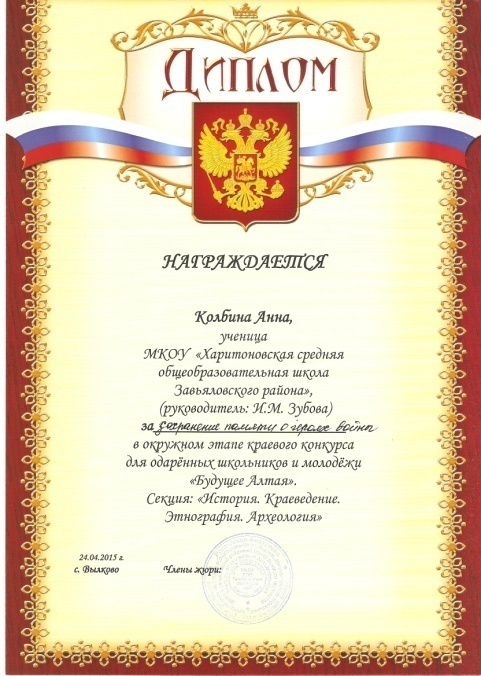 Диплом
НАГРАЖДАЕТСЯ
Колбина Анна,
ученица
МКОУ «Харитоновская средняя
общеобразовательная школа
Завьяловского района»,
(руководитель: Н.М. Зубова)
за сохранение памяти о героях войны
в окружном этапе краевого конкурса
для одарённых школьников и молодёжи
«Будущее Алтая».
Секция: «История. Краеведение.
Этнография. Археология»
24.04.2015 г.
с. Вылково Члены жюри: